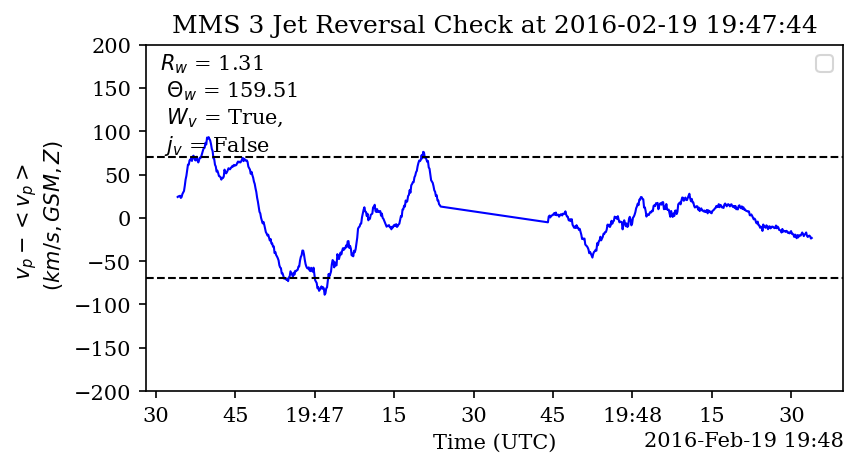 MMS 3 Jet Reversal Check at 2016-02-19 19:47:44
R_w = 1.31
Θ_w = 159.51
W_v = True,
j_v = False
v_p − < v_p >
(km/s, GSM, Z)
200
150
100
50
0
−50
−100
−150
−200
30 45 19:47 15 30 45 19:48 15 30
Time (UTC)
2016-Feb-19 19:48